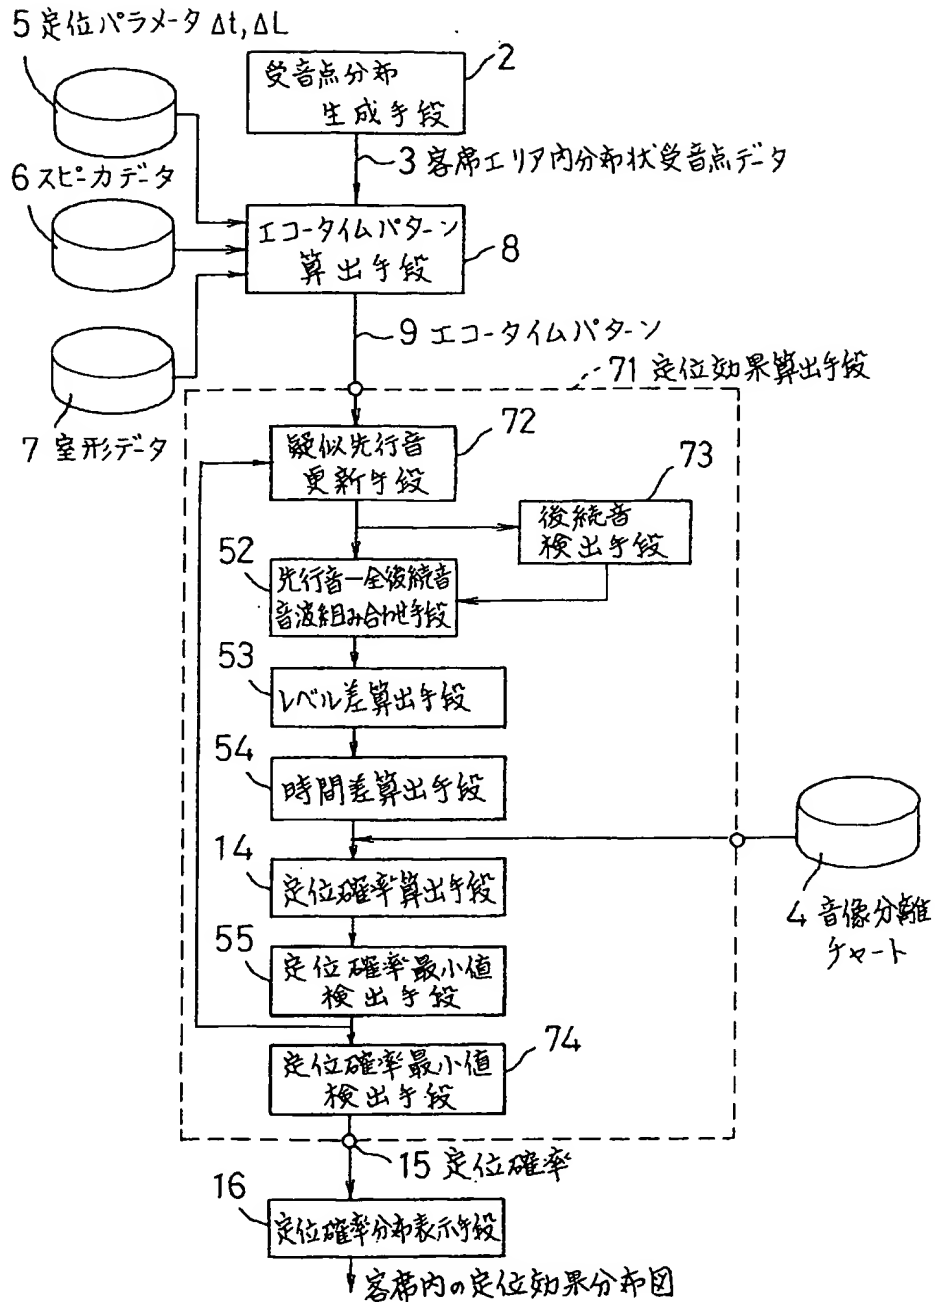 5 定位パラメータ Δt,ΔL
受音点分布
生成手段
2
3 客席エリア内分布状受音点データ
6 スピーカデータ
エコータイムパターン
算出手段
8
9 エコータイムパターン
71 定位効果算出手段
7 室形データ
疑似先行音
更新手段
72
73
後続音
検出手段
52
先行音ー全後続音
音波組み合わせ手段
53
レベル差算出手段
54
時間差算出手段
14
定位確率算出手段
4 音像分離
チャート
55
定位確率最小値
検出手段
74
定位確率最小値
検出手段
15 定位確率
16
定位確率分布表示手段
客席内の定位効果分布図